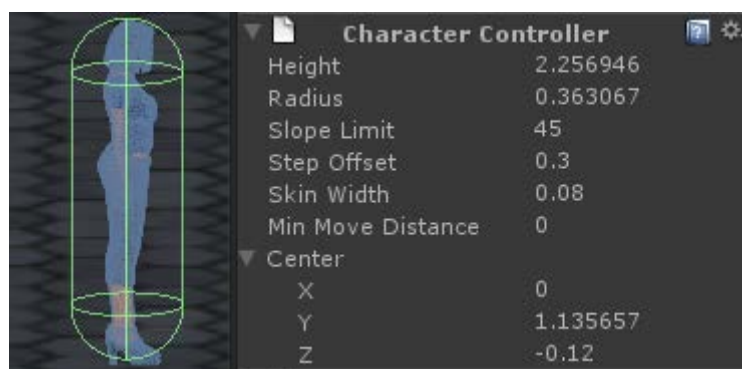 Character Controller
Height 2.256946
Radius 0.363067
Slope Limit 45
Step Offset 0.3
Skin Width 0.08
Min Move Distance 0
Center
X 0
Y 1.135657
Z -0.12